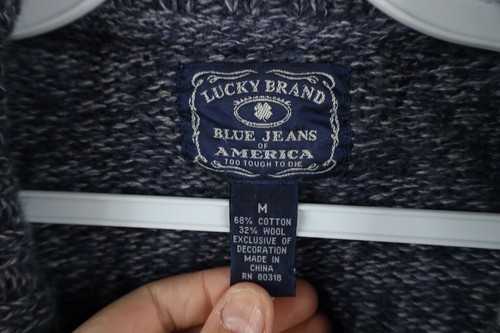 LUCKY BRAND
BLUE JEANS
OF
AMERICA
TOO TOUGH TO DIE
M
68% COTTON
32% WOOL
EXCLUSIVE OF
DECORATION
MADE IN
CHINA
RN 80318